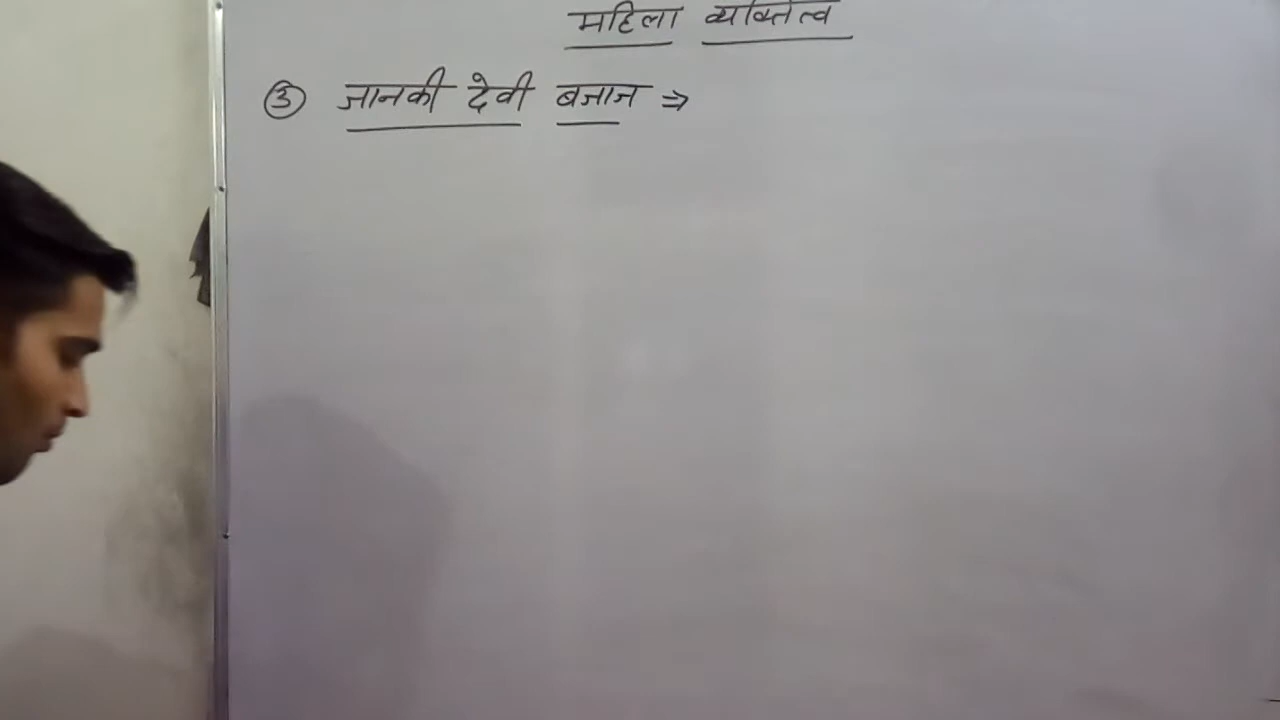 महिला व्यक्तित्व
③ जानकी देवी बजाज ⇒